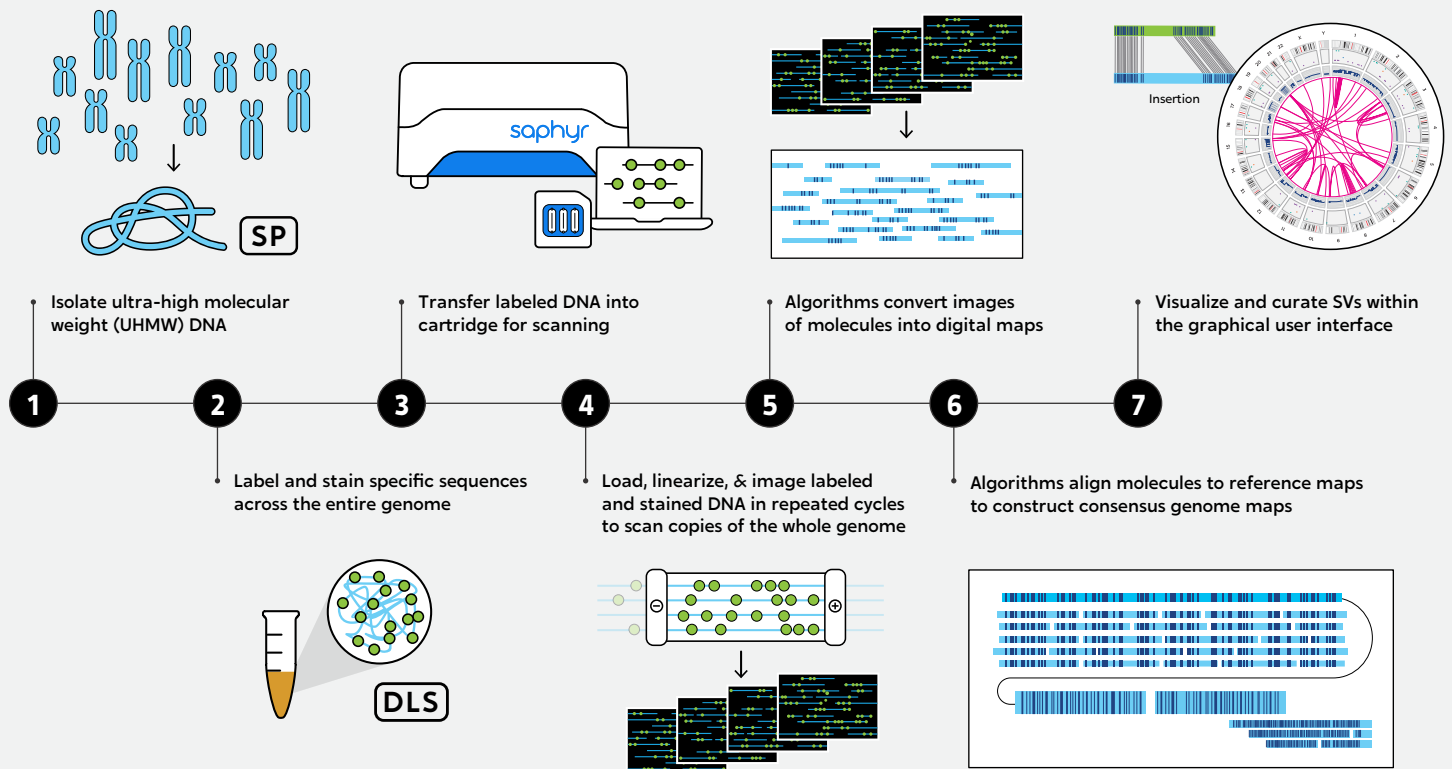 Insertion
SP
saphyr
Isolate ultra-high molecular
weight (UHMW) DNA
Transfer labeled DNA into
cartridge for scanning
Algorithms convert images
of molecules into digital maps
Visualize and curate SVs within
the graphical user interface
1
2
3
4
5
6
7
Label and stain specific sequences
across the entire genome
Load, linearize, & image labeled
and stained DNA in repeated cycles
to scan copies of the whole genome
Algorithms align molecules to reference maps
to construct consensus genome maps
DLS